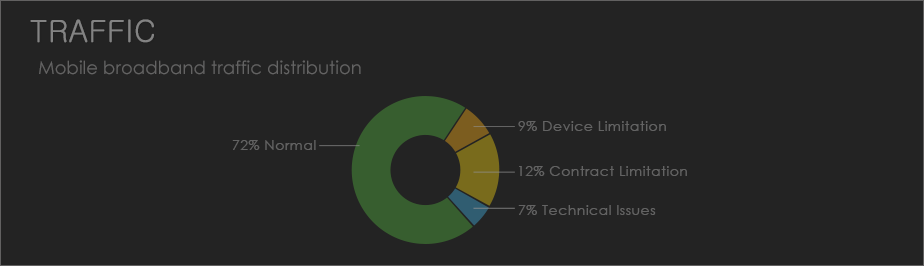 TRAFFIC
Mobile broadband traffic distribution
9% Device Limitation
72% Normal
12% Contract Limitation
7% Technical Issues